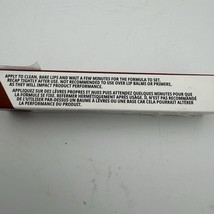 APPLY TO CLEAN, BARE LIPS AND WAIT A FEW MINUTES FOR THE FORMULA TO SET.
RECAP TIGHTLY AFTER USE. NOT RECOMMENDED TO USE OVER LIP BALMS OR PRIMERS,
AS THEY WILL IMPACT PRODUCT PERFORMANCE.
APPLIQUEZ SUR DES LÈVRES PROPRES ET NUES PUIS ATTENDEZ QUELQUES MINUTES POUR QUE
LA FORMULE SE FIXE. REFERMER HERMÉTIQUEMENT APRÈS USAGE. IL N'EST PAS RECOMMANDÉ
DE L'UTILISER PAR-DESSUS UN BAUME À LÈVRES OU UNE BASE CAR CELA POURRAIT ALTÉRER
LA PERFORMANCE DU PRODUIT.